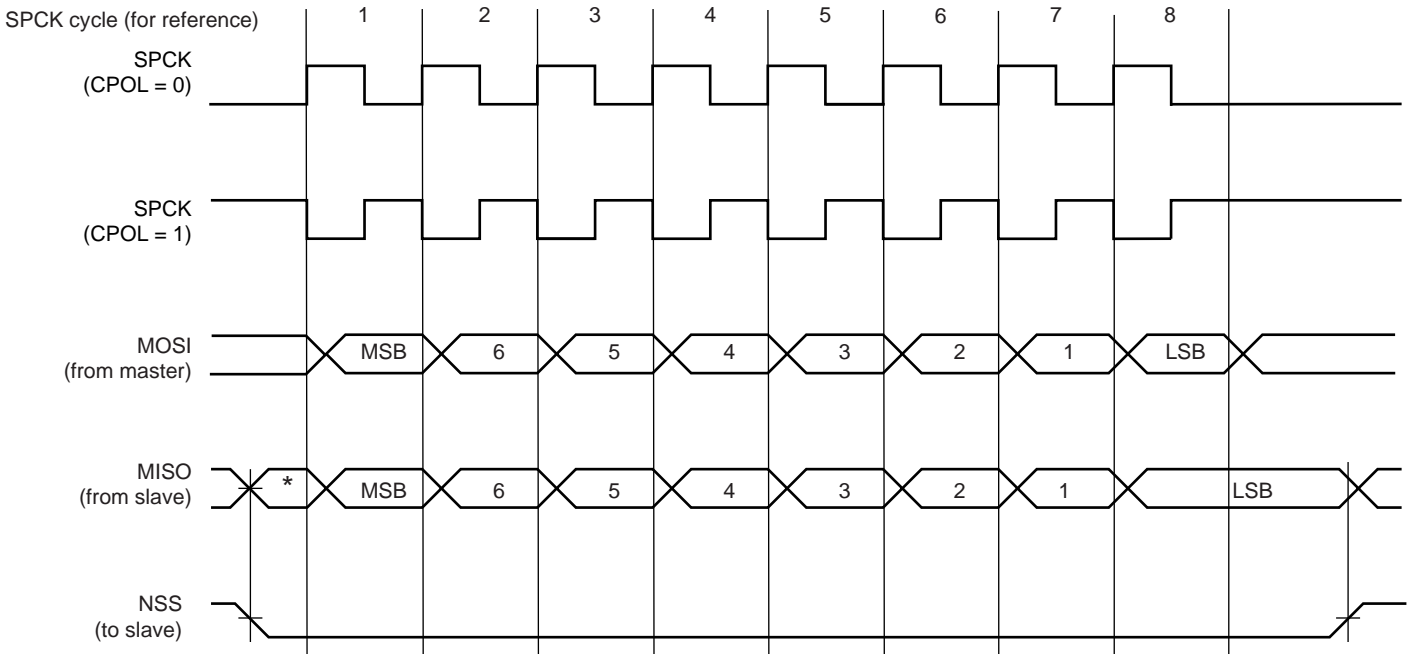 SPCK cycle (for reference) 1 2 3 4 5 6 7 8
SPCK
(CPOL = 0)
SPCK
(CPOL = 1)
MOSI
(from master)
MSB 6 5 4 3 2 1 LSB
MISO
(from slave)
* MSB 6 5 4 3 2 1 LSB
NSS
(to slave)